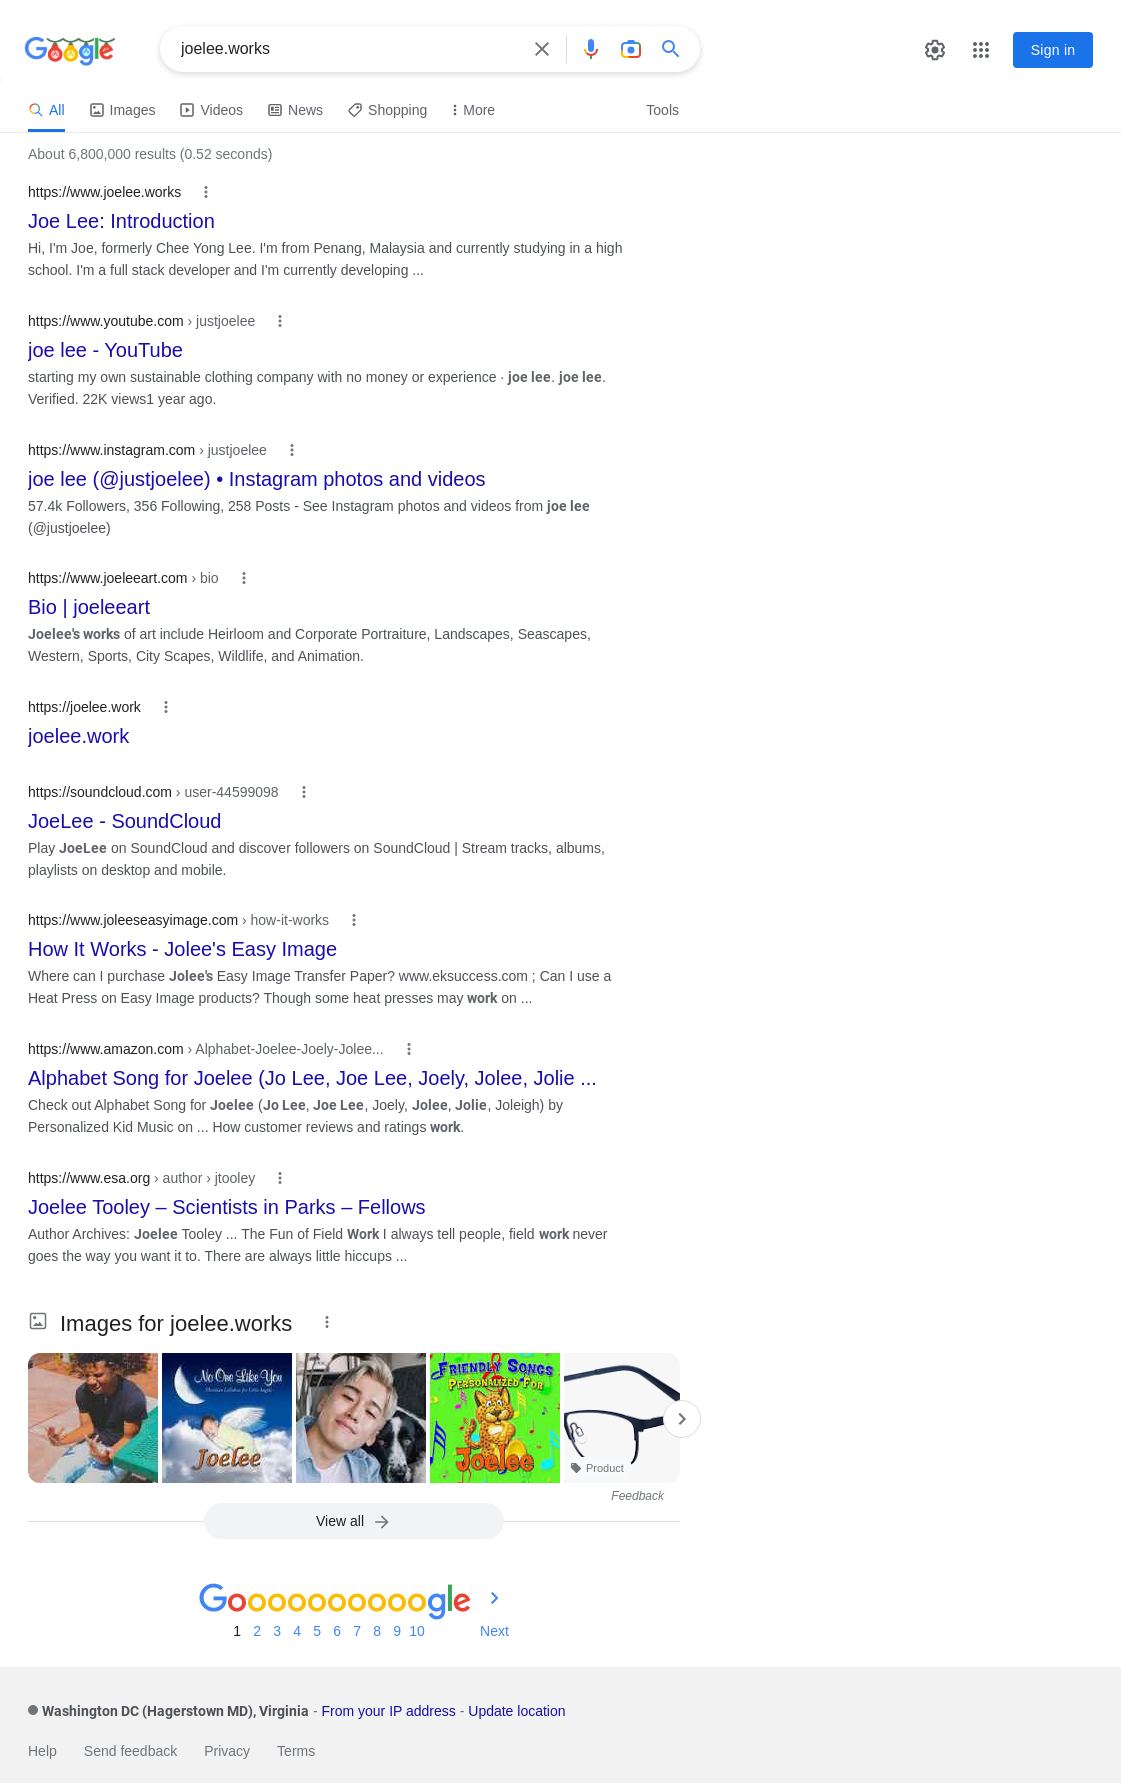 Google
joelee.works
Sign in
All Images Videos News Shopping More Tools
About 6,800,000 results (0.52 seconds)
https://www.joelee.works
Joe Lee: Introduction
Hi, I'm Joe, formerly Chee Yong Lee. I'm from Penang, Malaysia and currently studying in a high
school. I'm a full stack developer and I'm currently developing ...
https://www.youtube.com › justjoelee
joe lee - YouTube
starting my own sustainable clothing company with no money or experience · joe lee. joe lee.
Verified. 22K views1 year ago.
https://www.instagram.com › justjoelee
joe lee (@justjoelee) • Instagram photos and videos
57.4k Followers, 356 Following, 258 Posts - See Instagram photos and videos from joe lee
(@justjoelee)
https://www.joeleeart.com › bio
Bio | joeleeart
Joelee's works of art include Heirloom and Corporate Portraiture, Landscapes, Seascapes,
Western, Sports, City Scapes, Wildlife, and Animation.
https://joelee.work
joelee.work
https://soundcloud.com › user-44599098
JoeLee - SoundCloud
Play JoeLee on SoundCloud and discover followers on SoundCloud | Stream tracks, albums,
playlists on desktop and mobile.
https://www.joleeseasyimage.com › how-it-works
How It Works - Jolee's Easy Image
Where can I purchase Jolee's Easy Image Transfer Paper? www.eksuccess.com ; Can I use a
Heat Press on Easy Image products? Though some heat presses may work on ...
https://www.amazon.com › Alphabet-Joelee-Joely-Jolee...
Alphabet Song for Joelee (Jo Lee, Joe Lee, Joely, Jolee, Jolie ...
Check out Alphabet Song for Joelee (Jo Lee, Joe Lee, Joely, Jolee, Jolie, Joleigh) by
Personalized Kid Music on ... How customer reviews and ratings work.
https://www.esa.org › author › jtooley
Joelee Tooley – Scientists in Parks – Fellows
Author Archives: Joelee Tooley ... The Fun of Field Work I always tell people, field work never
goes the way you want it to. There are always little hiccups ...
Images for joelee.works
No One Like You
Christian Lullabies for Little Angels
Joelee
FRIENDLY SONGS
PERSONALIZED FOR
Joelee
Product
Feedback
View all
Goooooooooogle
1 2 3 4 5 6 7 8 9 10 Next
Washington DC (Hagerstown MD), Virginia - From your IP address - Update location
Help Send feedback Privacy Terms